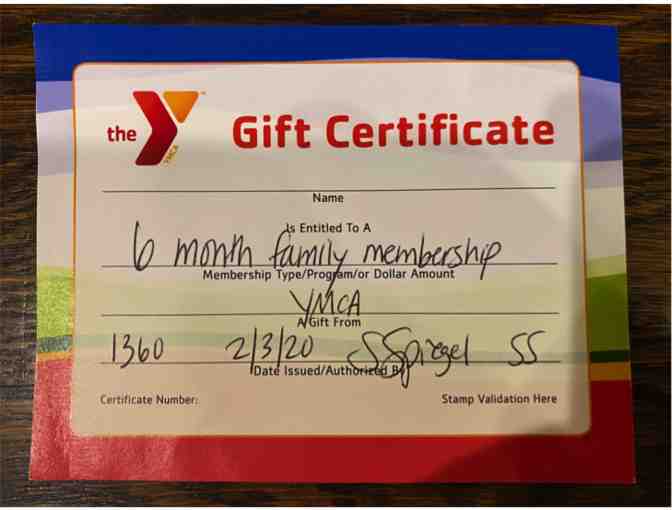 the YMCA Gift Certificate
Name
Is Entitled To A
6 month family membership
Membership Type/Program/or Dollar Amount
YMCA
A Gift From
1360 2/3/20 SSpiegel SS
Date Issued/Authorized By
Certificate Number: Stamp Validation Here